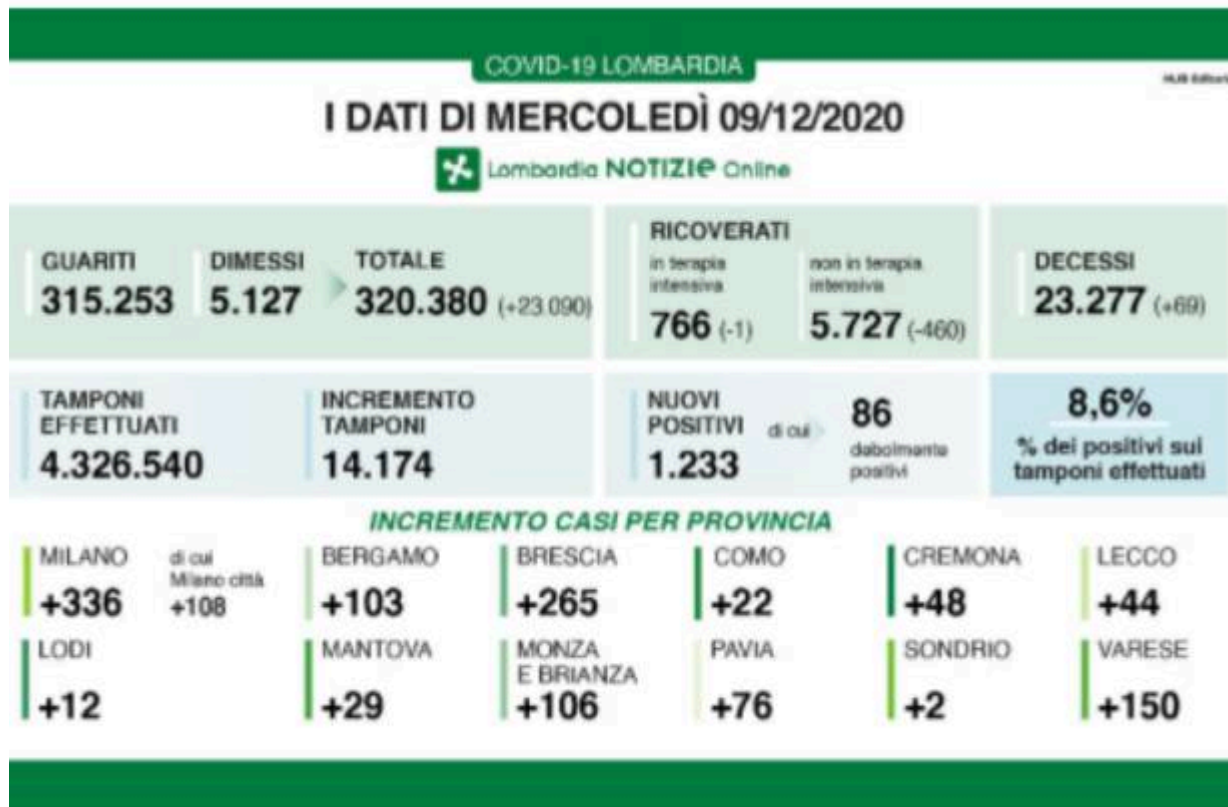 COVID-19 LOMBARDIA
HUB Editoria
I DATI DI MERCOLEDÌ 09/12/2020
Lombardia NOTIZIE Online
GUARITI
315.253
DIMESSI
5.127
TOTALE
320.380 (+23.090)
RICOVERATI
in terapia
intensiva
766 (-1)
non in terapia
intensiva
5.727 (-460)
DECESSI
23.277 (+69)
TAMPONI
EFFETTUATI
4.326.540
INCREMENTO
TAMPONI
14.174
NUOVI
POSITIVI
1.233
di cui
86
debolmente
positivi
8,6%
% dei positivi sui
tamponi effettuati
INCREMENTO CASI PER PROVINCIA
MILANO
+336
di cui
Milano città
+108
BERGAMO
+103
BRESCIA
+265
COMO
+22
CREMONA
+48
LECCO
+44
LODI
+12
MANTOVA
+29
MONZA
E BRIANZA
+106
PAVIA
+76
SONDRIO
+2
VARESE
+150